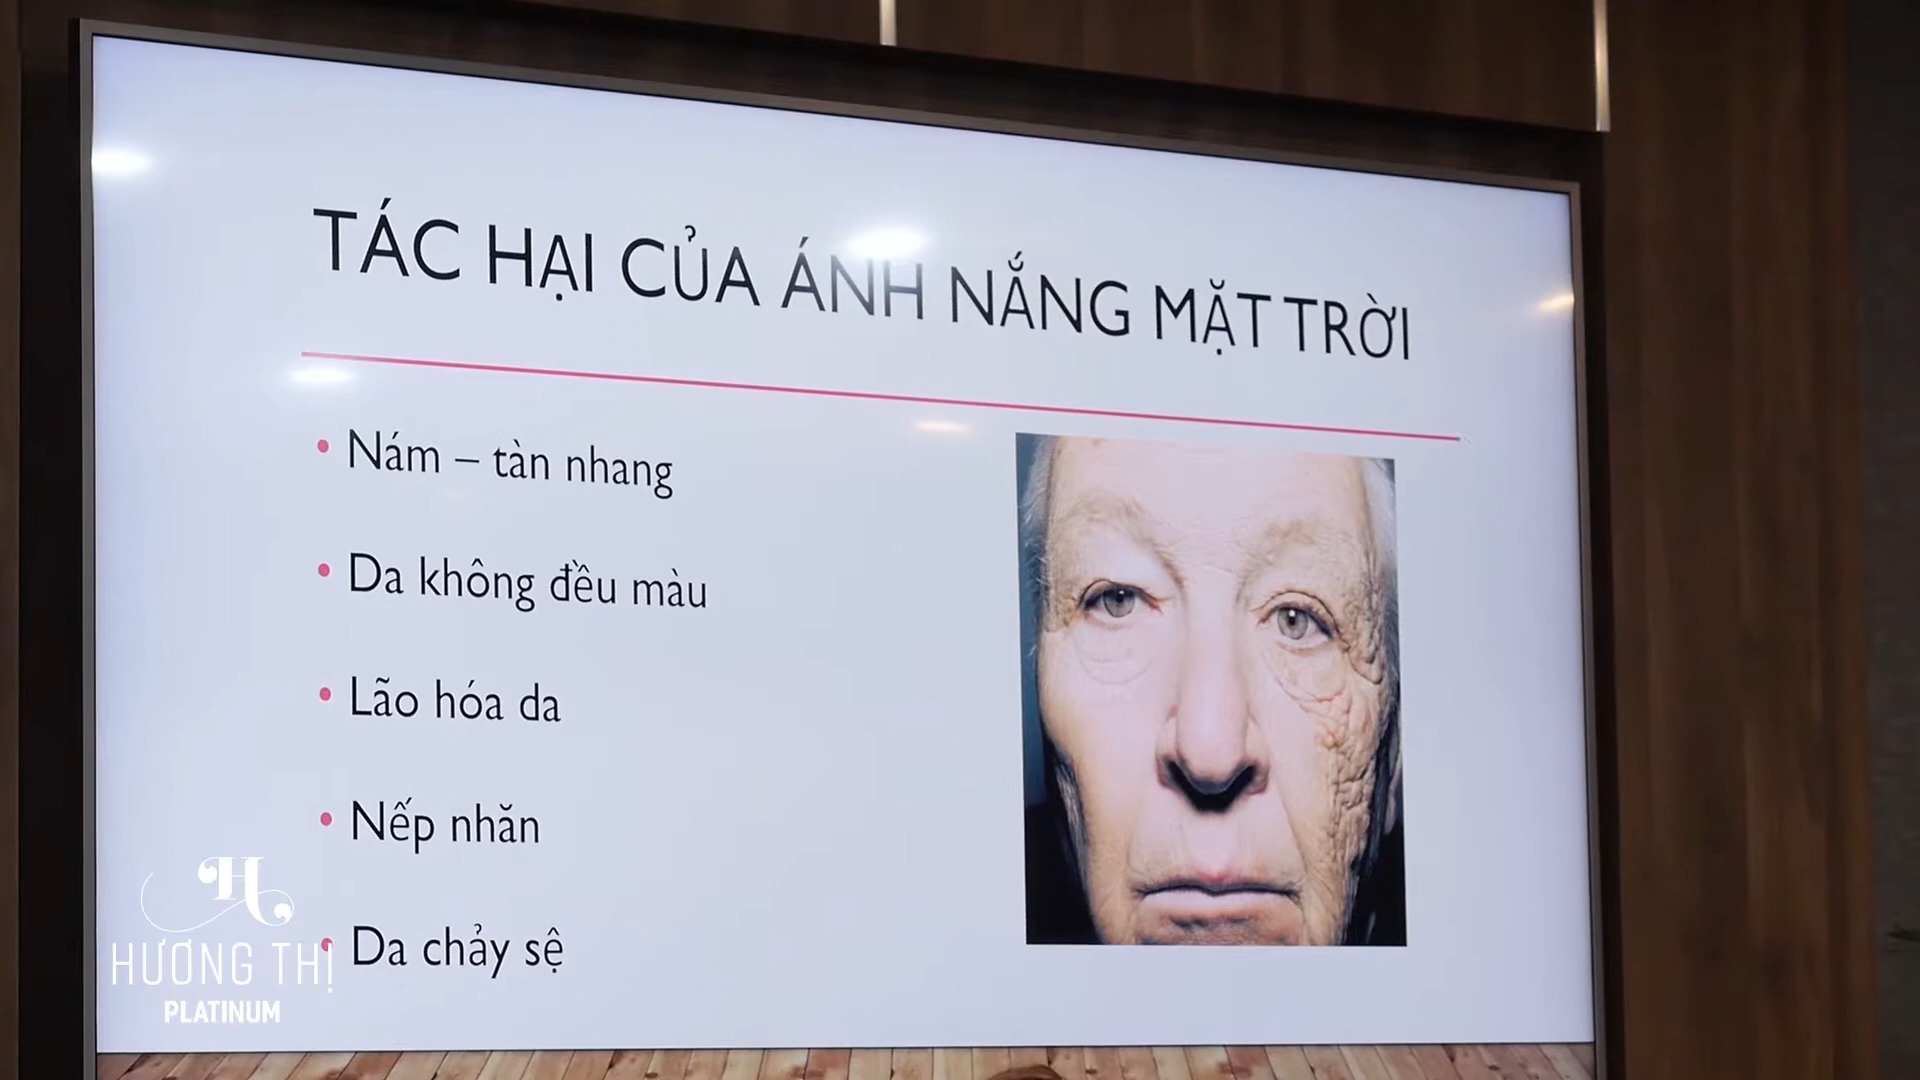 TÁC HẠI CỦA ÁNH NẮNG MẶT TRỜI
• Nám – tàn nhang
• Da không đều màu
• Lão hóa da
• Nếp nhăn
• Da chảy sệ
H
HƯƠNG THỊ
PLATINUM